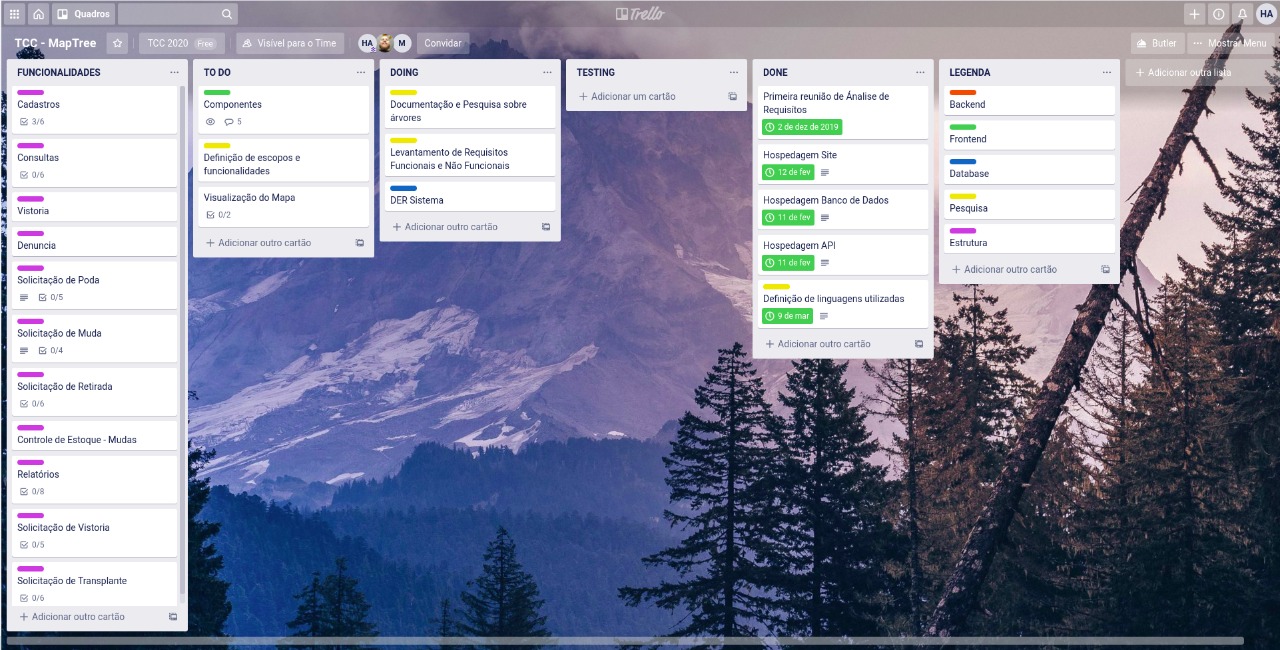 Quadros
Trello
HA
TCC - MapTree
TCC 2020
Free
Visível para o Time
HA
M
Convidar
Butler
Mostrar Menu
FUNCIONALIDADES
Cadastros
3/6
Consultas
0/6
Vistoria
Denuncia
Solicitação de Poda
0/5
Solicitação de Muda
0/4
Solicitação de Retirada
0/6
Controle de Estoque - Mudas
Relatórios
0/8
Solicitação de Vistoria
0/5
Solicitação de Transplante
0/6
+ Adicionar outro cartão
TO DO
Componentes
5
Definição de escopos e
funcionalidades
Visualização do Mapa
0/2
+ Adicionar outro cartão
DOING
Documentação e Pesquisa sobre
árvores
Levantamento de Requisitos
Funcionais e Não Funcionais
DER Sistema
+ Adicionar outro cartão
TESTING
+ Adicionar um cartão
DONE
Primeira reunião de Ánalise de
Requisitos
2 de dez de 2019
Hospedagem Site
12 de fev
Hospedagem Banco de Dados
11 de fev
Hospedagem API
11 de fev
Definição de linguagens utilizadas
9 de mar
+ Adicionar outro cartão
LEGENDA
Backend
Frontend
Database
Pesquisa
Estrutura
+ Adicionar outro cartão
+ Adicionar outra lista